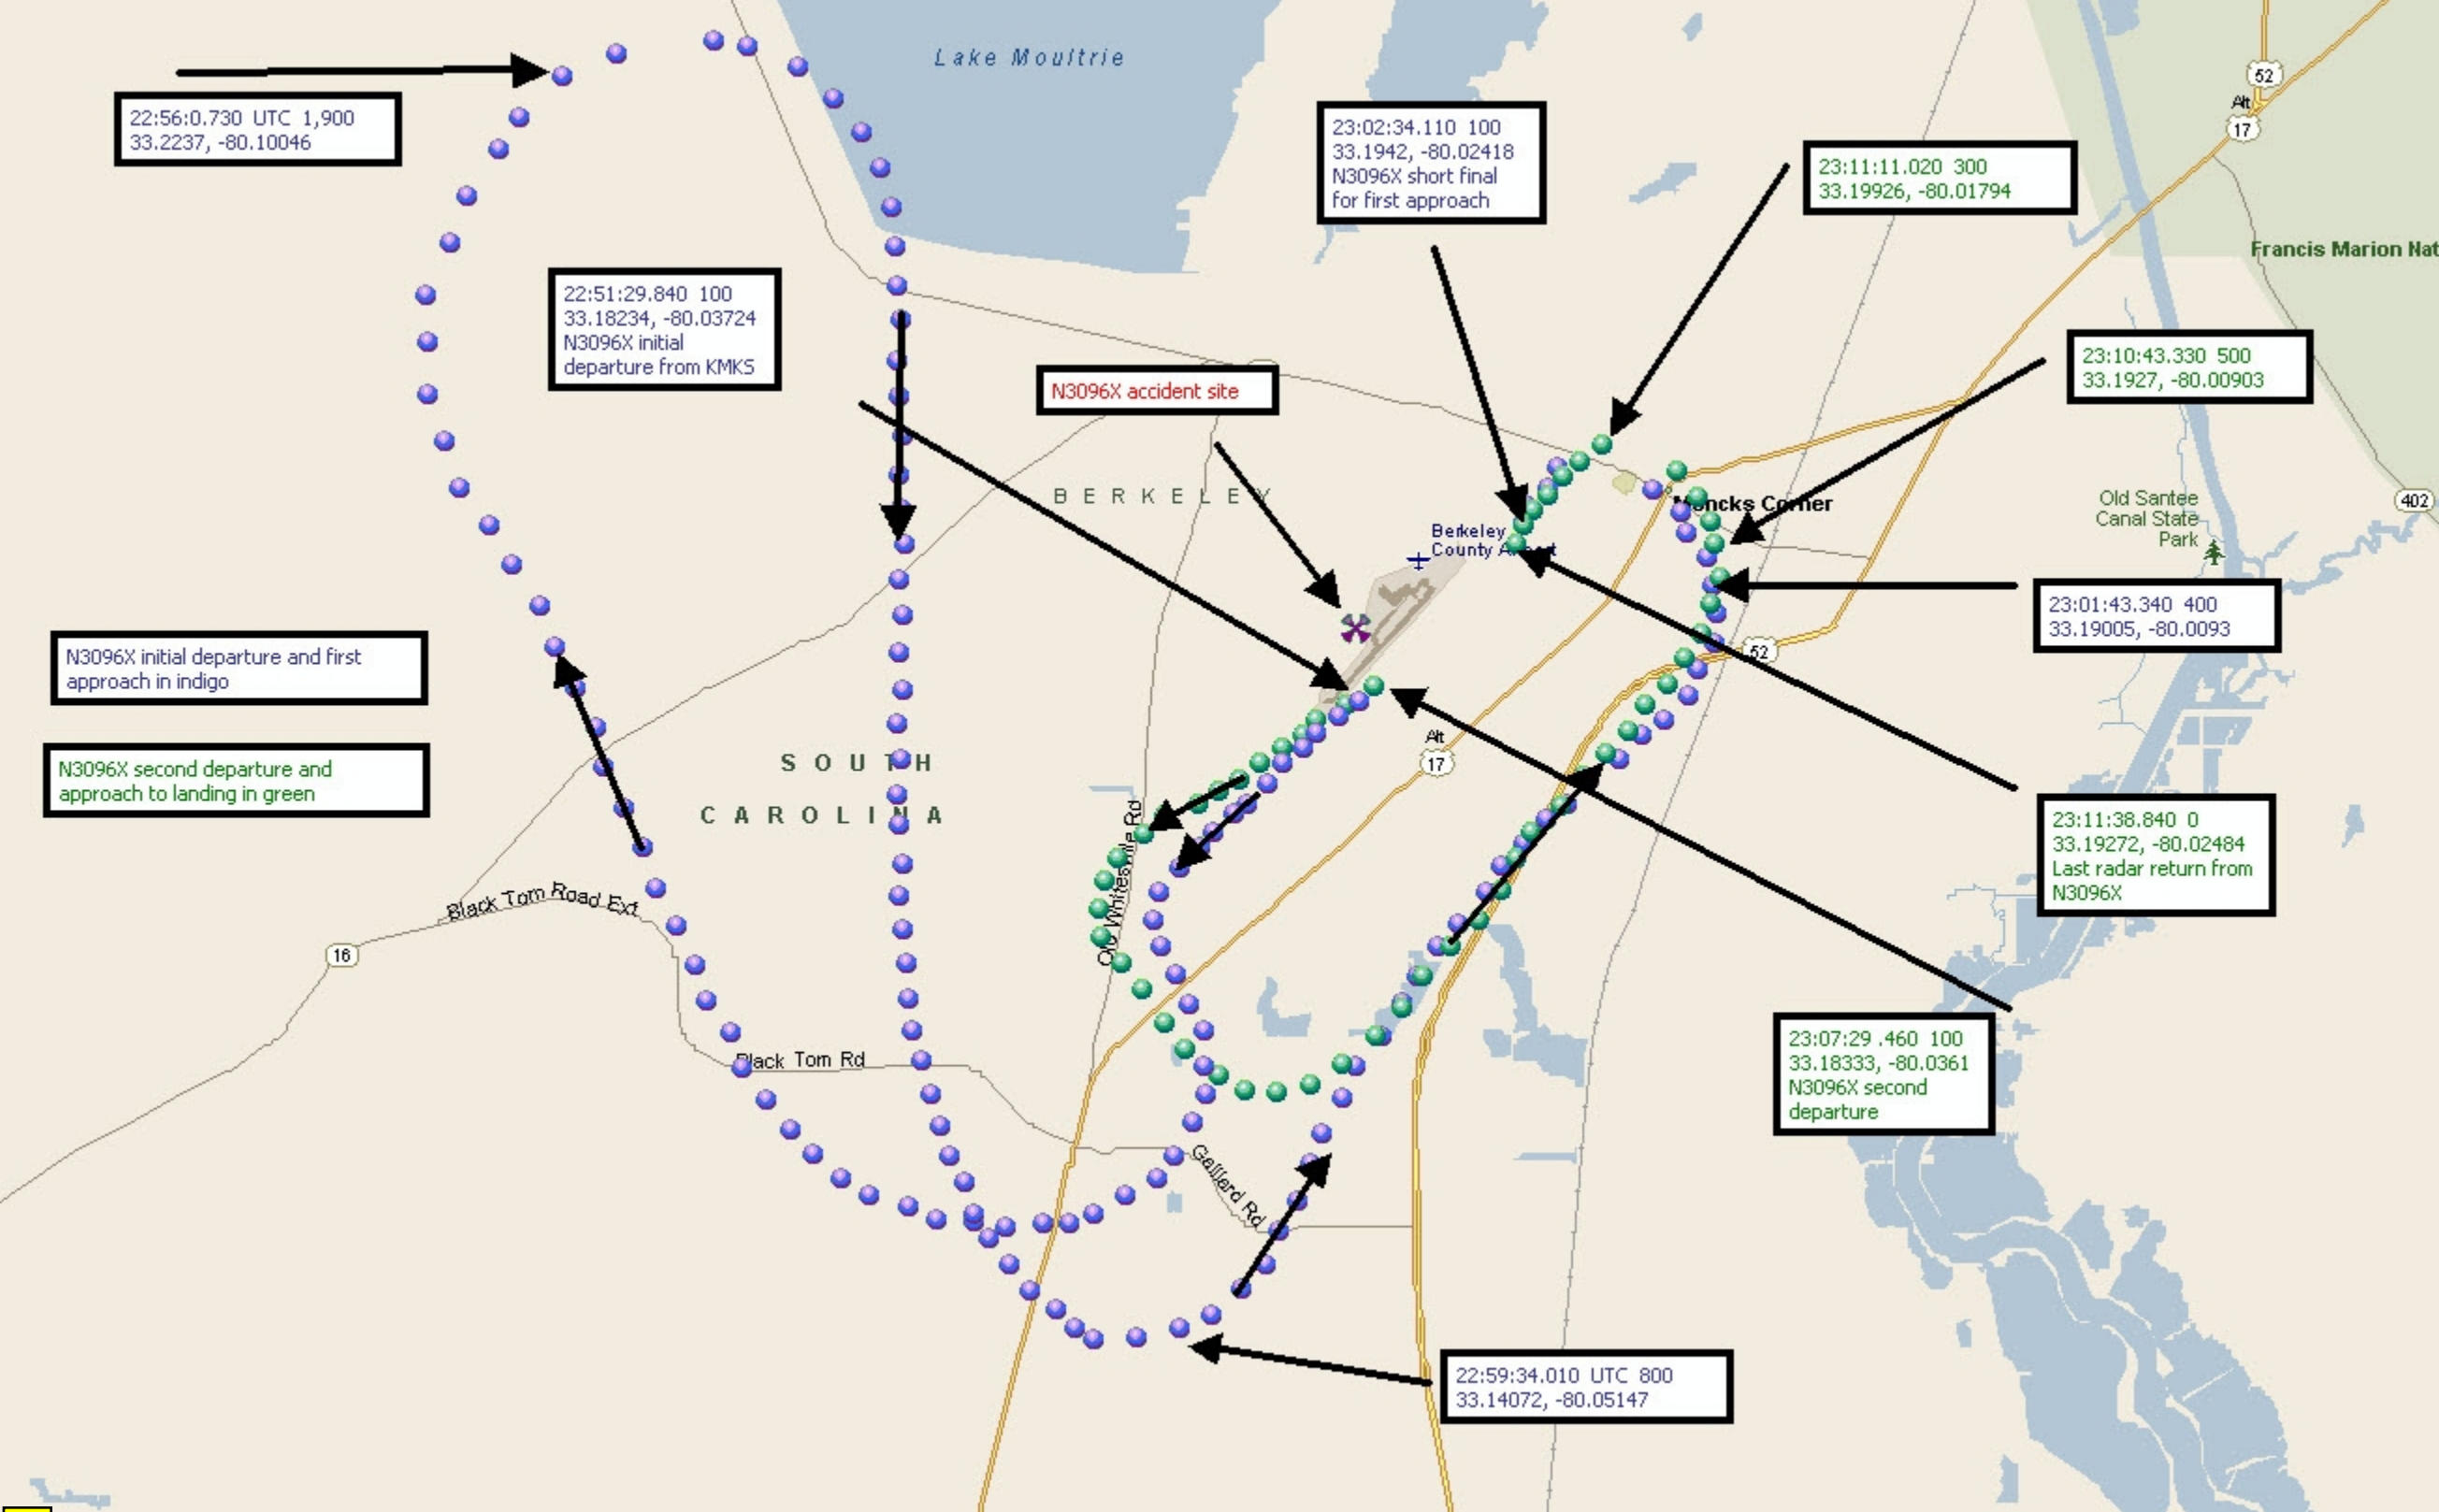 Lake Moultrie
52
Alt
17
22:56:0.730 UTC 1,900
33.2237, -80.10046
23:02:34.110 100
33.1942, -80.02418
N3096X short final
for first approach
23:11:11.020 300
33.19926, -80.01794
Francis Marion Nat
22:51:29.840 100
33.18234, -80.03724
N3096X initial
departure from KMKS
23:10:43.330 500
33.1927, -80.00903
N3096X accident site
BERKELEY
Moncks Corner
Old Santee
Canal State
Park
402
Berkeley
County Airport
23:01:43.340 400
33.19005, -80.0093
N3096X initial departure and first
approach in indigo
52
N3096X second departure and
approach to landing in green
SOUTH
CAROLINA
Alt
17
Old Whitesville Rd
23:11:38.840 0
33.19272, -80.02484
Last radar return from
N3096X
Black Tom Road Ext
16
23:07:29 .460 100
33.18333, -80.0361
N3096X second
departure
Black Tom Rd
Gaillard Rd
22:59:34.010 UTC 800
33.14072, -80.05147